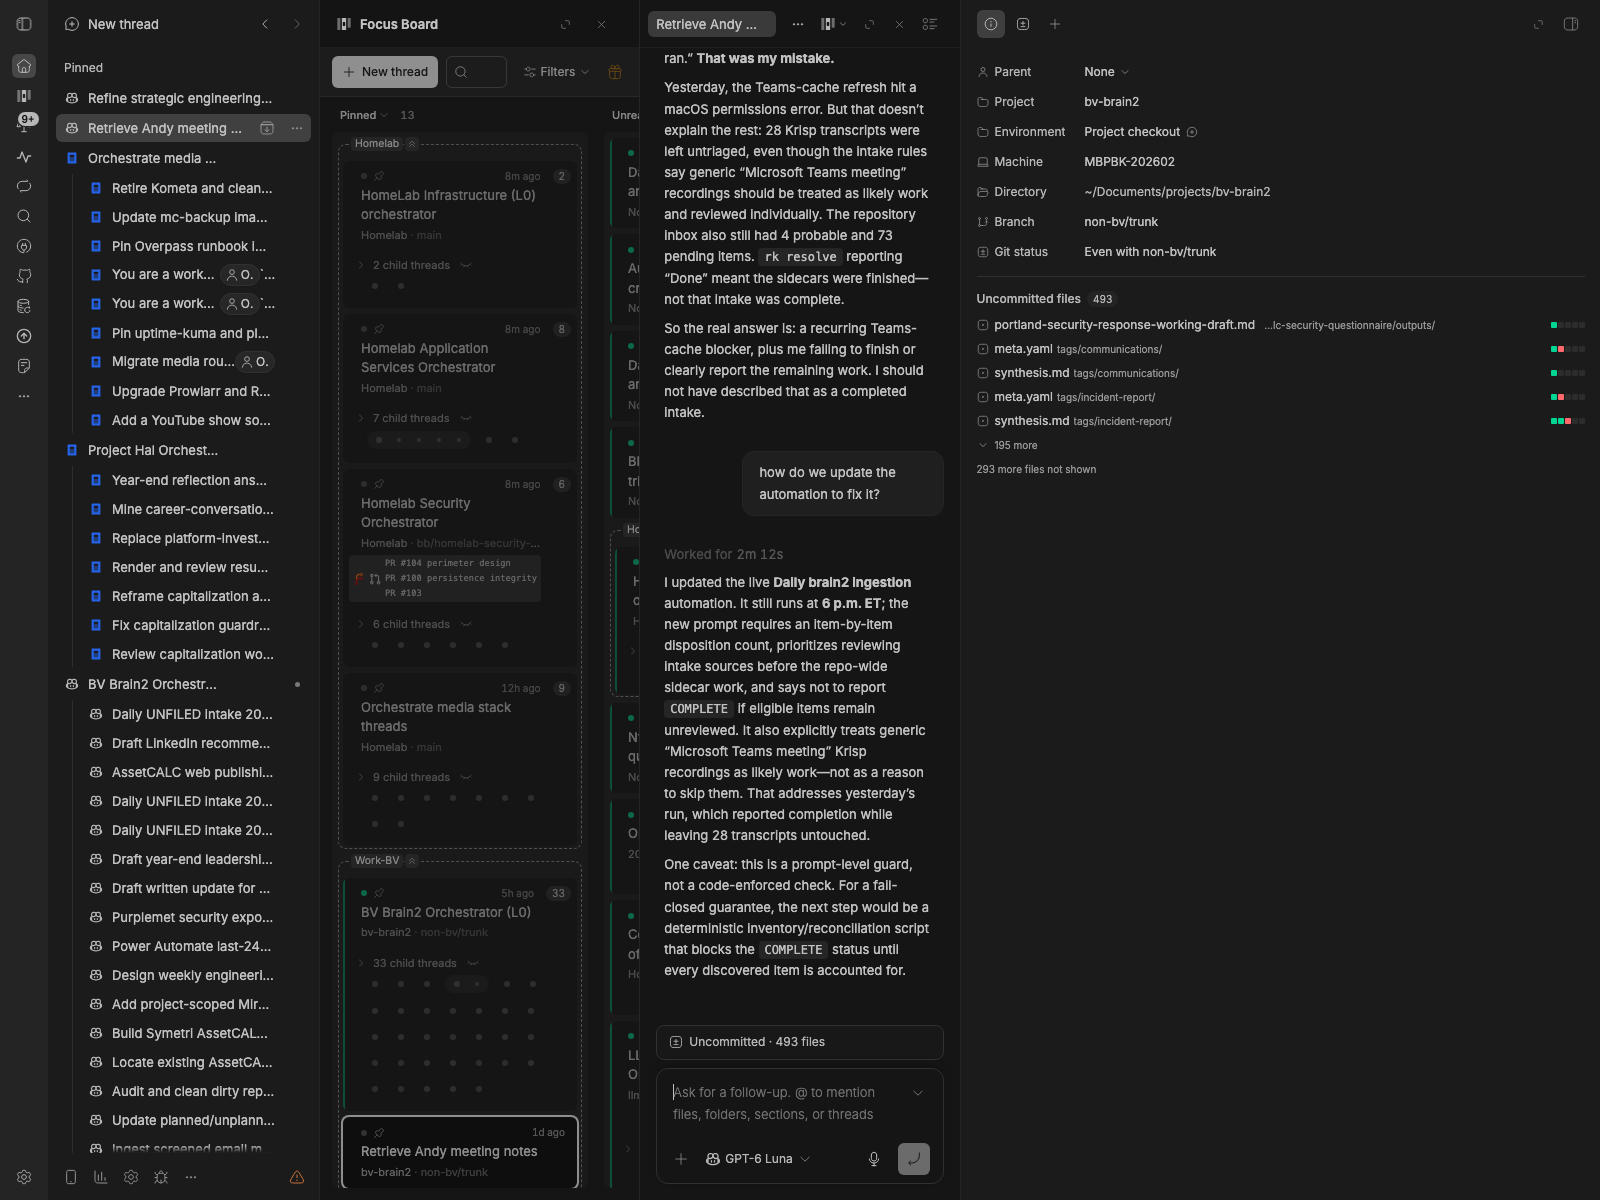 New thread
Pinned
Refine strategic engineering...
9+
Retrieve Andy meeting ...
Orchestrate media ...
Retire Kometa and clean...
Update mc-backup ima...
Pin Overpass runbook i...
You are a work... O. `...
You are a work... O. `...
Pin uptime-kuma and pl...
Migrate media rou... O.
Upgrade Prowlarr and R...
Add a YouTube show so...
Project Hal Orchest...
Year-end reflection ans...
Mine career-conversatio...
Replace platform-invest...
Render and review resu...
Reframe capitalization a...
Fix capitalization guardr...
Review capitalization wo...
BV Brain2 Orchestr...
Daily UNFILED intake 20...
Draft LinkedIn recomme...
AssetCALC web publishi...
Daily UNFILED intake 20...
Daily UNFILED intake 20...
Draft year-end leadershi...
Draft written update for ...
Purplemet security expo...
Power Automate last-24...
Design weekly engineeri...
Add project-scoped Mir...
Build Symetri AssetCAL...
Locate existing AssetCA...
Audit and clean dirty rep...
Update planned/unplann...
Ingest screened email m...
Focus Board
New thread
Filters
Pinned 13
Homelab
8m ago 2
HomeLab Infrastructure (L0)
orchestrator
Homelab · main
2 child threads
8m ago 8
Homelab Application
Services Orchestrator
Homelab · main
7 child threads
8m ago 6
Homelab Security
Orchestrator
Homelab · bb/homelab-security-...
PR #104 perimeter design
PR #100 persistence integrity
PR #103
6 child threads
12h ago 9
Orchestrate media stack
threads
Homelab · main
9 child threads
Work-BV
5h ago 33
BV Brain2 Orchestrator (L0)
bv-brain2 · non-bv/trunk
33 child threads
1d ago
Retrieve Andy meeting notes
bv-brain2 · non-bv/trunk
Retrieve Andy ...
ran.” That was my mistake.
Yesterday, the Teams-cache refresh hit a
macOS permissions error. But that doesn’t
explain the rest: 28 Krisp transcripts were
left untriaged, even though the intake rules
say generic “Microsoft Teams meeting”
recordings should be treated as likely work
and reviewed individually. The repository
inbox also still had 4 probable and 73
pending items. rk resolve reporting
“Done” meant the sidecars were finished—
not that intake was complete.
So the real answer is: a recurring Teams-
cache blocker, plus me failing to finish or
clearly report the remaining work. I should
not have described that as a completed
intake.
how do we update the
automation to fix it?
Worked for 2m 12s
I updated the live Daily brain2 ingestion
automation. It still runs at 6 p.m. ET; the
new prompt requires an item-by-item
disposition count, prioritizes reviewing
intake sources before the repo-wide
sidecar work, and says not to report
COMPLETE if eligible items remain
unreviewed. It also explicitly treats generic
“Microsoft Teams meeting” Krisp
recordings as likely work—not as a reason
to skip them. That addresses yesterday’s
run, which reported completion while
leaving 28 transcripts untouched.
One caveat: this is a prompt-level guard,
not a code-enforced check. For a fail-
closed guarantee, the next step would be a
deterministic inventory/reconciliation script
that blocks the COMPLETE status until
every discovered item is accounted for.
Uncommitted · 493 files
Ask for a follow-up. @ to mention
files, folders, sections, or threads
GPT-6 Luna
Parent None
Project bv-brain2
Environment Project checkout
Machine MBPBK-202602
Directory ~/Documents/projects/bv-brain2
Branch non-bv/trunk
Git status Even with non-bv/trunk
Uncommitted files 493
portland-security-response-working-draft.md ...lc-security-questionnaire/outputs/
meta.yaml tags/communications/
synthesis.md tags/communications/
meta.yaml tags/incident-report/
synthesis.md tags/incident-report/
195 more
293 more files not shown